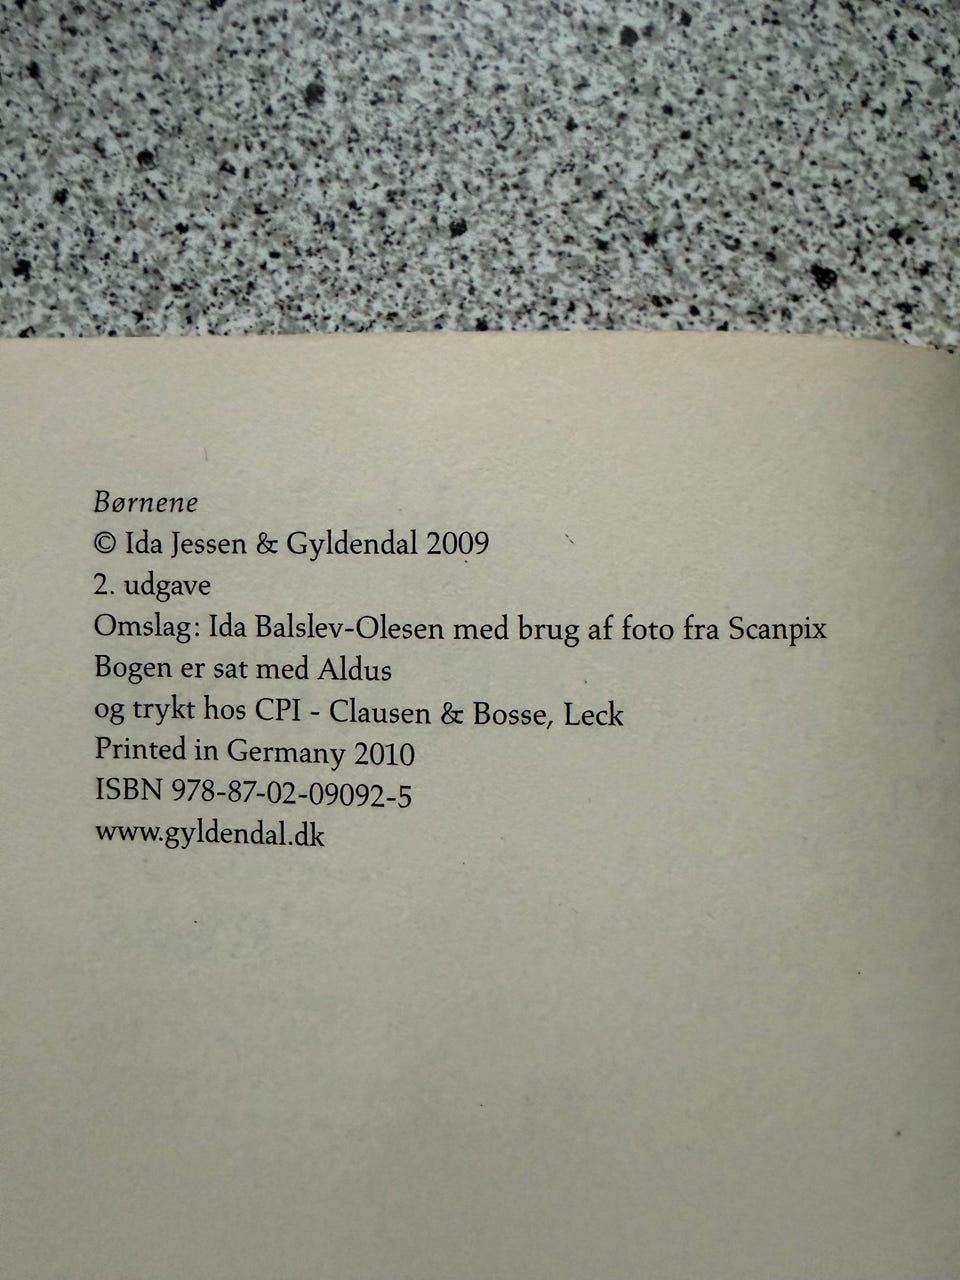 Børnene
© Ida Jessen & Gyldendal 2009
2. udgave
Omslag: Ida Balslev-Olesen med brug af foto fra Scanpix
Bogen er sat med Aldus
og trykt hos CPI - Clausen & Bosse, Leck
Printed in Germany 2010
ISBN 978-87-02-09092-5
www.gyldendal.dk